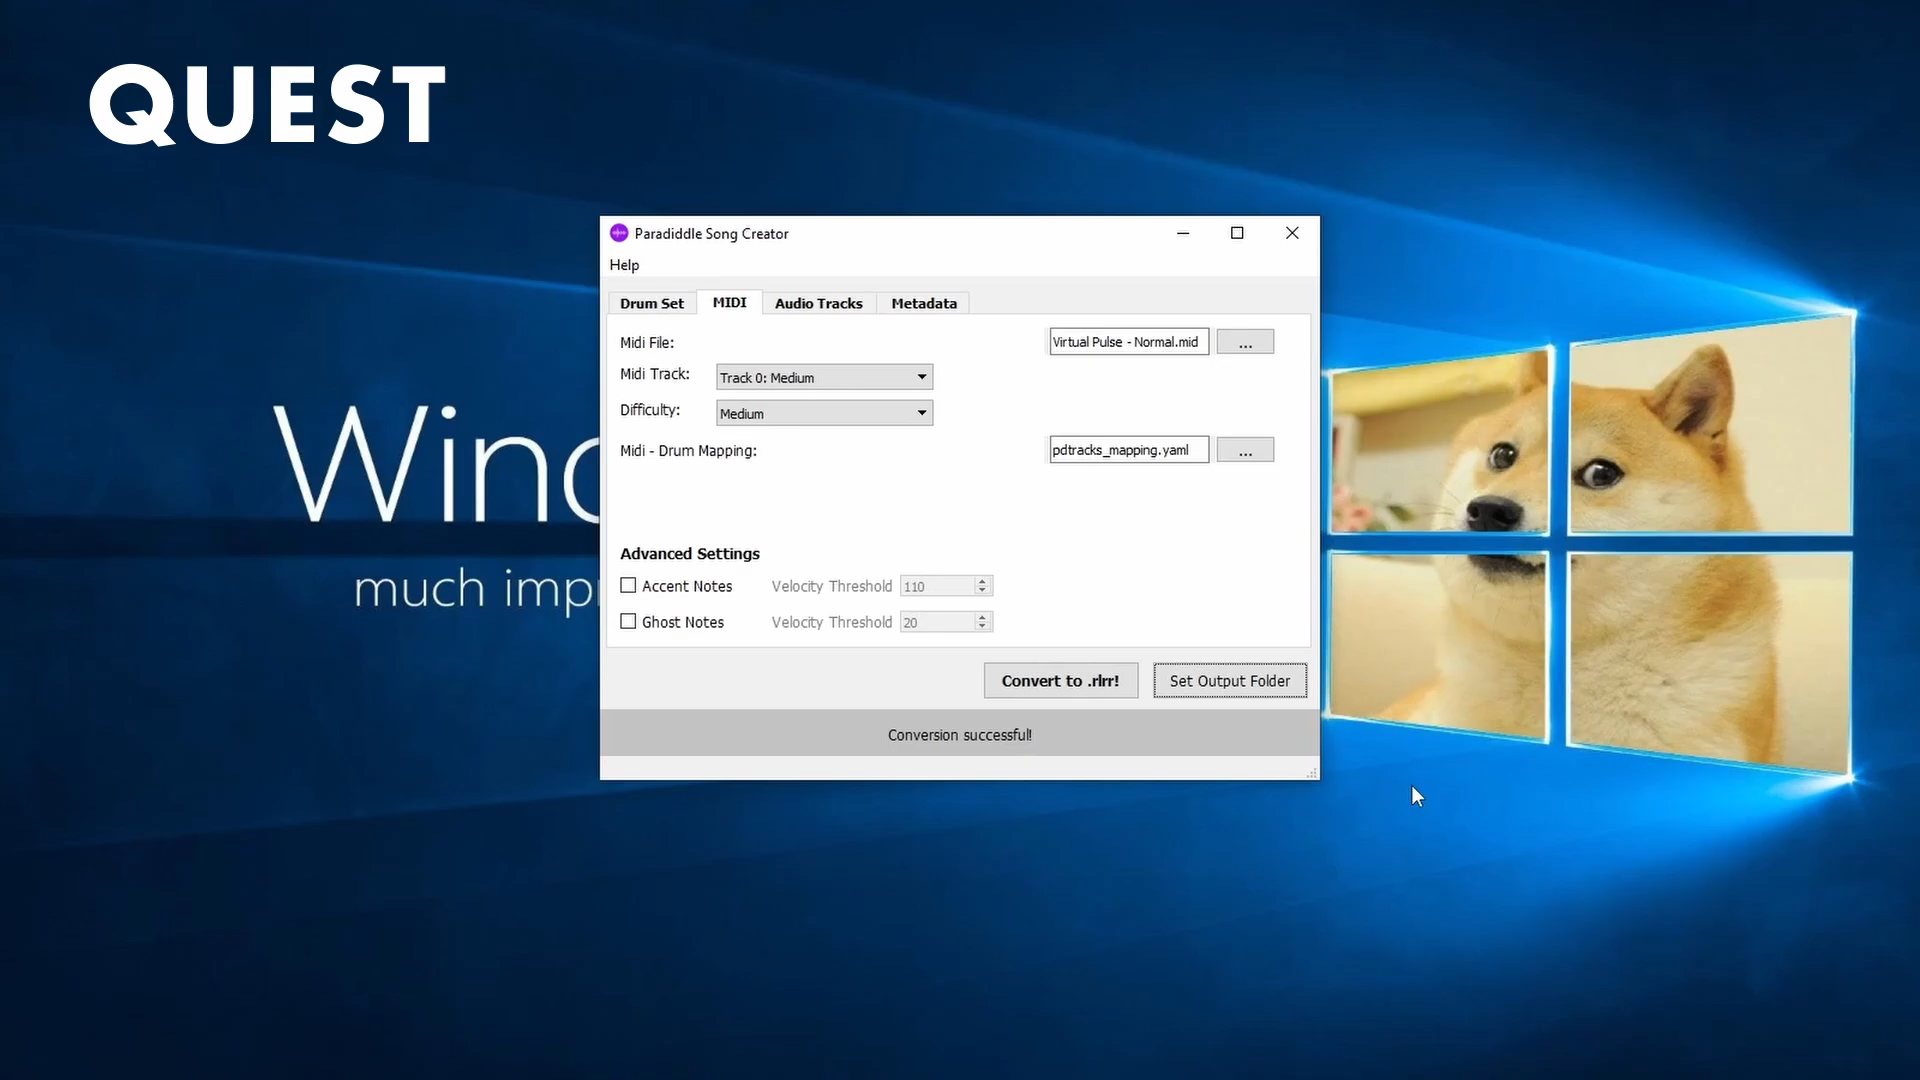 QUEST
Paradiddle Song Creator
Help
Drum Set MIDI Audio Tracks Metadata
Midi File: Virtual Pulse - Normal.mid ...
Midi Track: Track 0: Medium
Difficulty: Medium
Midi - Drum Mapping: pdtracks_mapping.yaml ...
Wind
much imp
Advanced Settings
Accent Notes Velocity Threshold 110
Ghost Notes Velocity Threshold 20
Convert to .rlrr! Set Output Folder
Conversion successful!